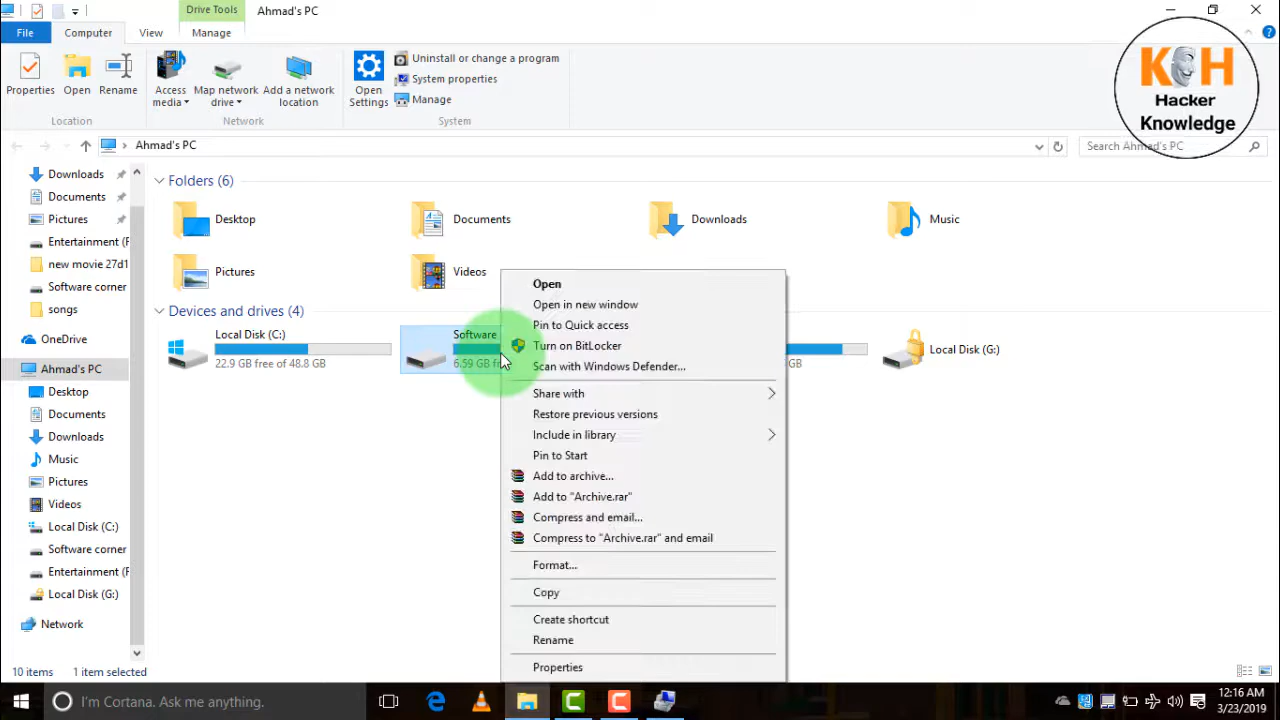 Drive Tools
Ahmad's PC
File
Computer
View
Manage
Properties
Open
Rename
Access media
Map network drive
Add a network location
Open Settings
Uninstall or change a program
System properties
Manage
Location
Network
System
KH
Hacker
Knowledge
Ahmad's PC
Search Ahmad's PC
Downloads
Documents
Pictures
Entertainment (F
new movie 27d1
Software corner
songs
OneDrive
Ahmad's PC
Desktop
Documents
Downloads
Music
Pictures
Videos
Local Disk (C:)
Software corner
Entertainment (F
Local Disk (G:)
Network
Folders (6)
Desktop
Documents
Downloads
Music
Pictures
Videos
Devices and drives (4)
Local Disk (C:)
22.9 GB free of 48.8 GB
Software
6.59 GB fr
GB
Local Disk (G:)
Open
Open in new window
Pin to Quick access
Turn on BitLocker
Scan with Windows Defender...
Share with
Restore previous versions
Include in library
Pin to Start
Add to archive...
Add to "Archive.rar"
Compress and email...
Compress to "Archive.rar" and email
Format...
Copy
Create shortcut
Rename
Properties
10 items
1 item selected
I'm Cortana. Ask me anything.
12:16 AM
3/23/2019